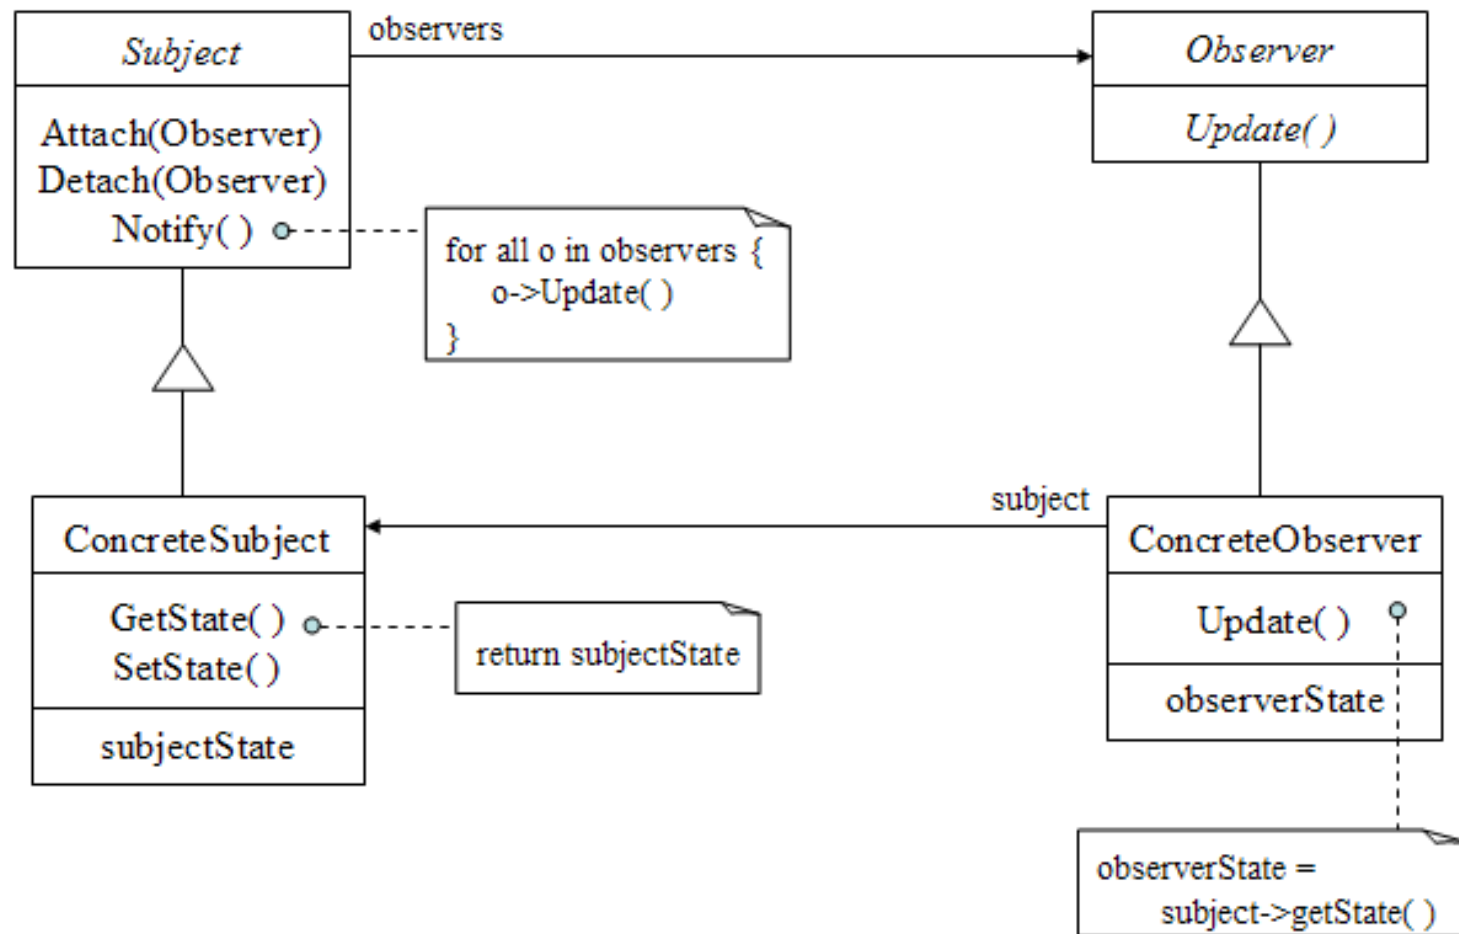 Subject
observers
Observer
Attach(Observer)
Detach(Observer)
Notify( )
Update( )
for all o in observers {
o->Update( )
}
subject
ConcreteSubject
ConcreteObserver
GetState( )
SetState( )
return subjectState
Update( )
subjectState
observerState
observerState =
subject->getState( )